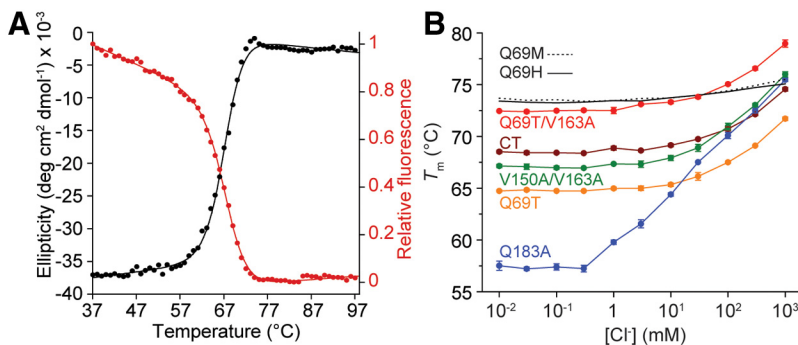 A
Ellipticity (deg cm² dmol⁻¹) x 10⁻³
0
-5
-10
-15
-20
-25
-30
-35
-40
37 47 57 67 77 87 97
Temperature (°C)
1
0.8
0.6
0.4
0.2
0
Relative fluorescence
B
Tm (°C)
80
75
70
65
60
55
Q69M
Q69H
Q69T/V163A
CT
V150A/V163A
Q69T
Q183A
10⁻² 10⁻¹ 1 10¹ 10² 10³
[Cl⁻] (mM)